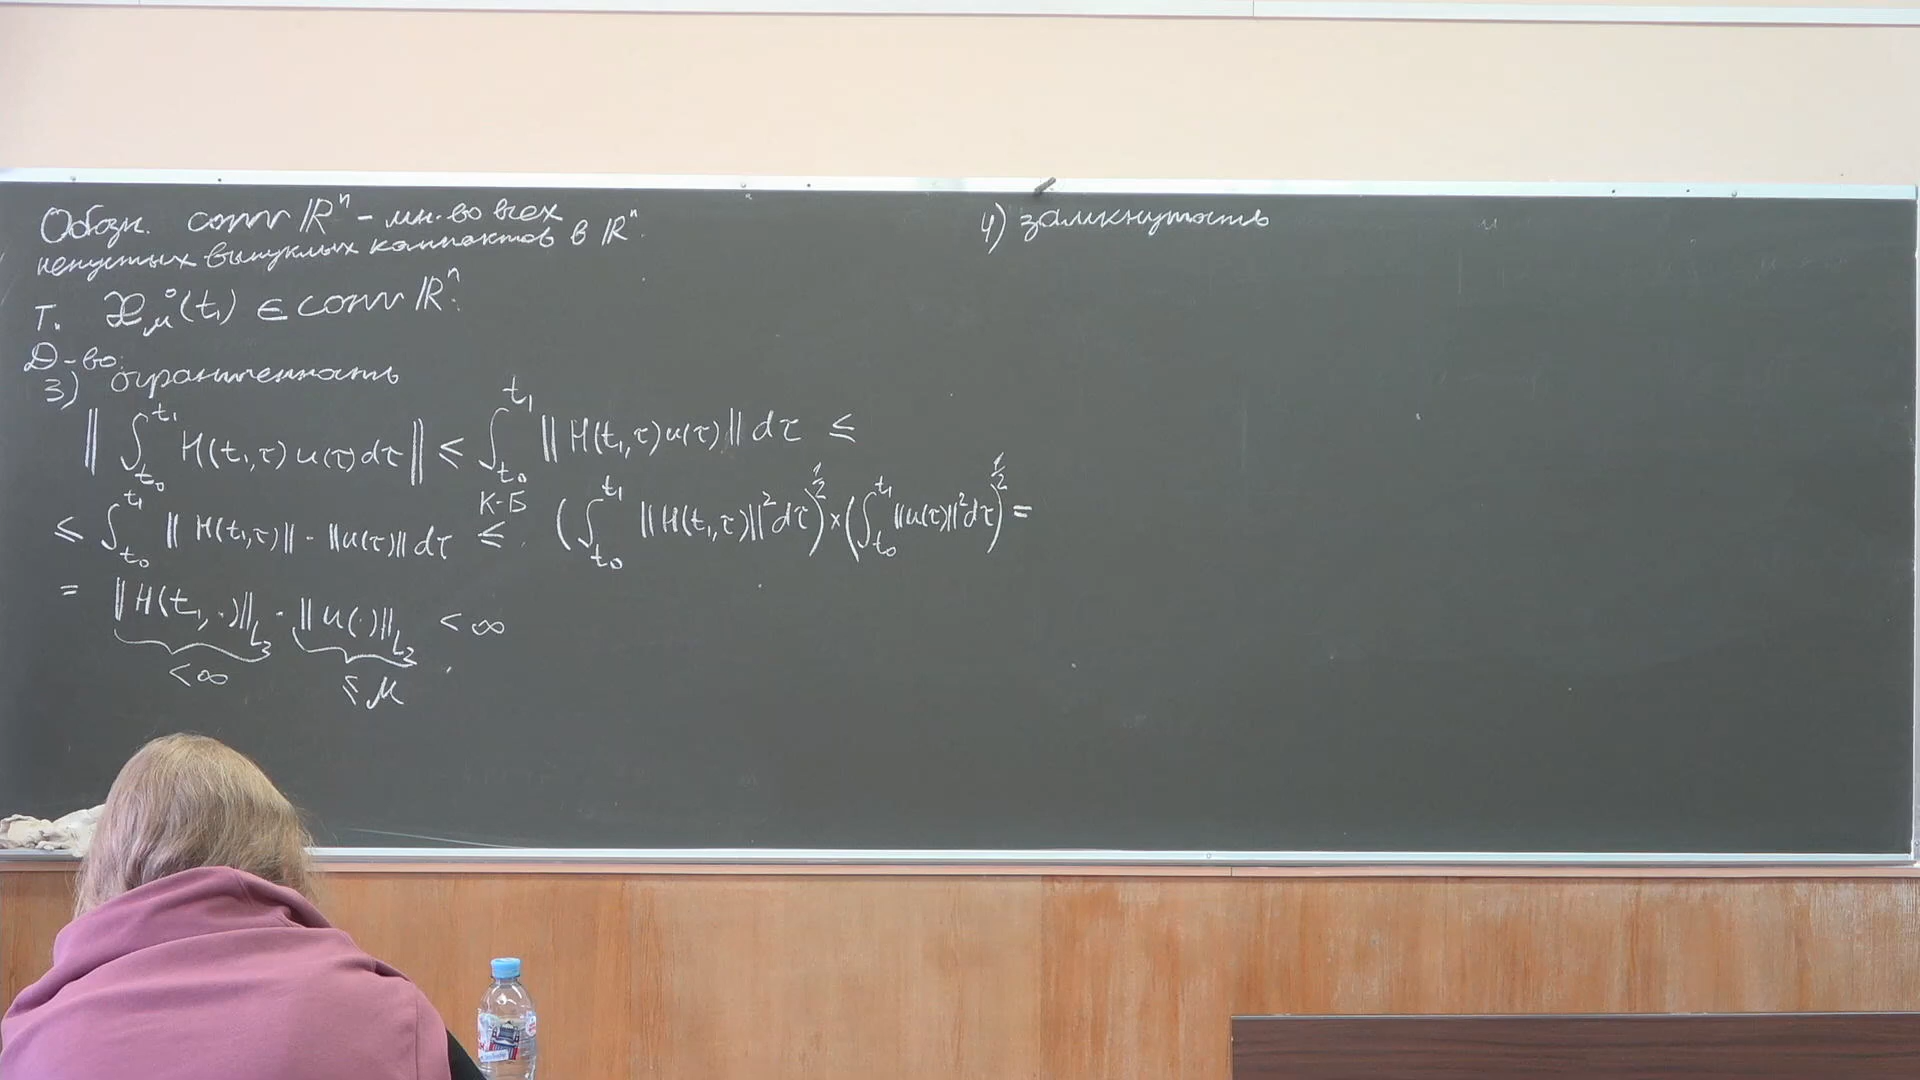 Обозн. conv ℝⁿ - мн-во всех
непустых выпуклых компактов в ℝⁿ.
Т. 𝒳_μ⁰(t₁) ∈ conv ℝⁿ.
Д-во:
3) ограниченность
‖∫_{t₀}^{t₁} H(t₁,τ)u(τ)dτ‖ ≤ ∫_{t₀}^{t₁} ‖H(t₁,τ)u(τ)‖dτ ≤
≤ ∫_{t₀}^{t₁} ‖H(t₁,τ)‖·‖u(τ)‖dτ ≤ К-Б (∫_{t₀}^{t₁} ‖H(t₁,τ)‖²dτ)^{1/2} × (∫_{t₀}^{t₁} ‖u(τ)‖²dτ)^{1/2} =
= ‖H(t₁,·)‖_{L₂} · ‖u(·)‖_{L₂} < ∞
< ∞ ≤ μ
4) замкнутость